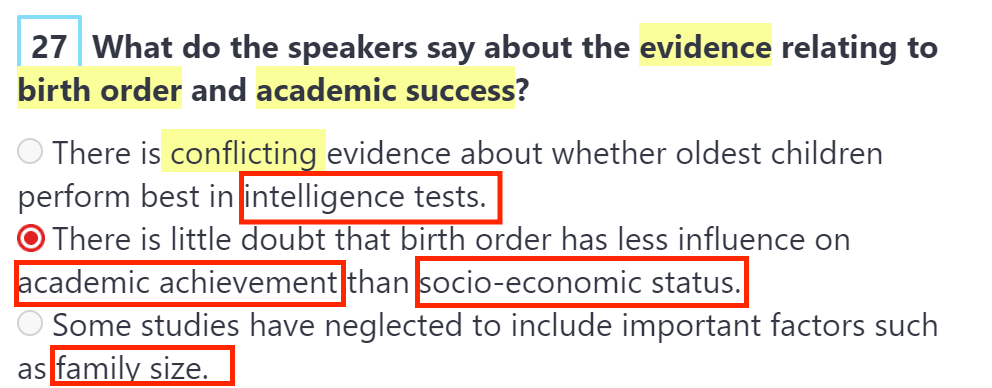 27 What do the speakers say about the evidence relating to
birth order and academic success?
There is conflicting evidence about whether oldest children
perform best in intelligence tests.
There is little doubt that birth order has less influence on
academic achievement than socio-economic status.
Some studies have neglected to include important factors such
as family size.